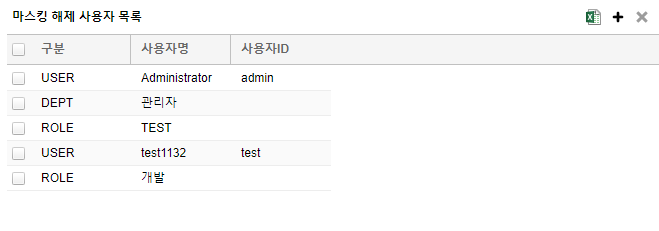 마스킹 해제 사용자 목록
구분 사용자명 사용자ID
USER Administrator admin
DEPT 관리자
ROLE TEST
USER test1132 test
ROLE 개발